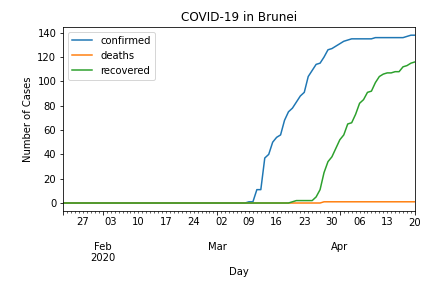 COVID-19 in Brunei
confirmed
deaths
recovered
Number of Cases
140
120
100
80
60
40
20
0
27 03 10 17 24 02 09 16 23 30 06 13 20
Feb Mar Apr
2020
Day